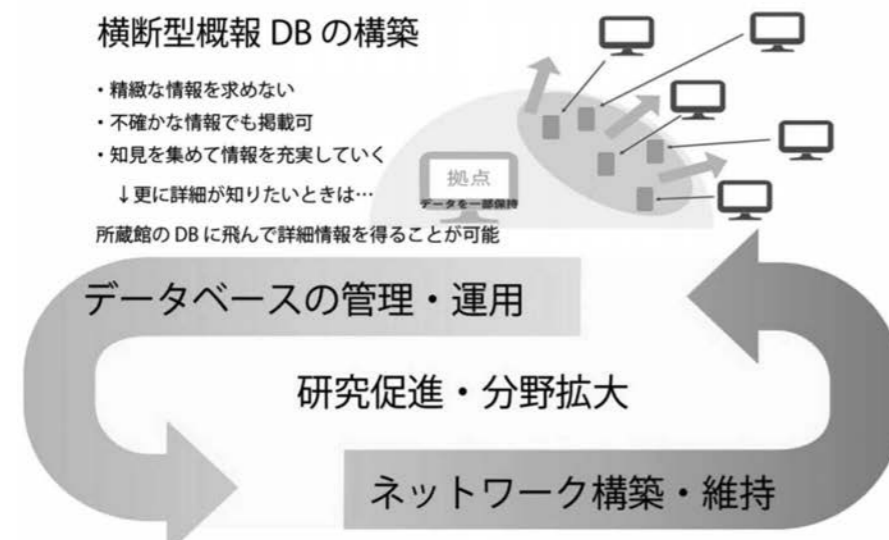 横断型概報 DB の構築
・精緻な情報を求めない
・不確かな情報でも掲載可
・知見を集めて情報を充実していく
↓更に詳細が知りたいときは…
所蔵館の DB に飛んで詳細情報を得ることが可能
拠点
データを一部保持
データベースの管理・運用
研究促進・分野拡大
ネットワーク構築・維持